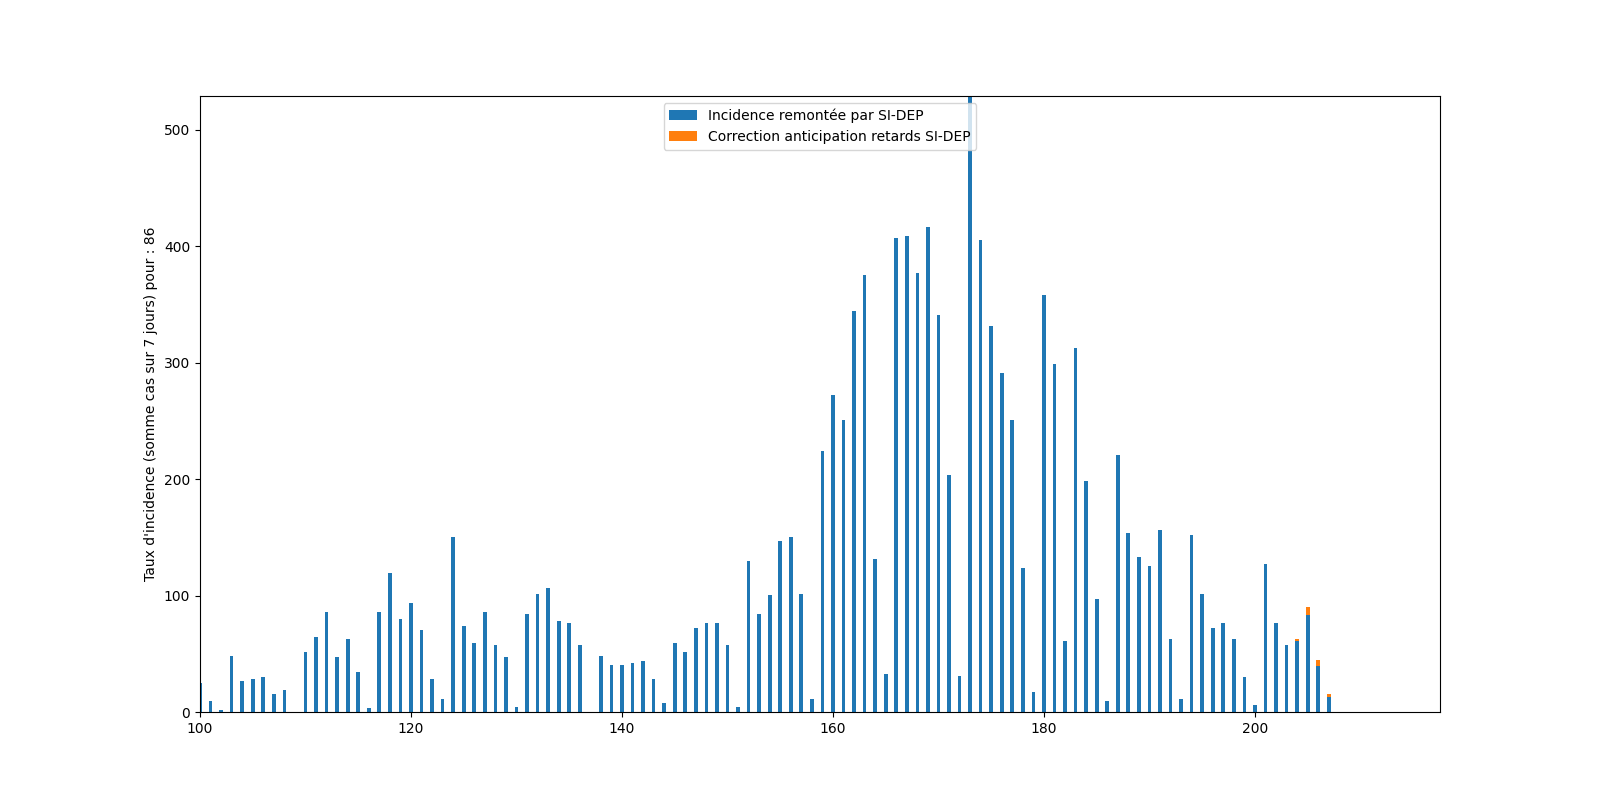 Incidence remontée par SI-DEP
Correction anticipation retards SI-DEP
Taux d'incidence (somme cas sur 7 jours) pour : 86
500
400
300
200
100
0
100 120 140 160 180 200